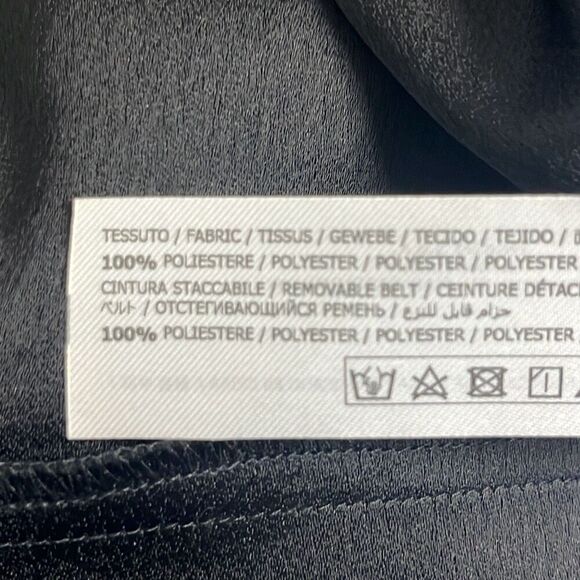 TESSUTO / FABRIC / TISSUS / GEWEBE / TECIDO / TEJIDO /
100% POLIESTERE / POLYESTER / POLYESTER / POLYESTER
CINTURA STACCABILE / REMOVABLE BELT / CEINTURE DÉTAC
ベルト / ОТСТЕГИВАЮЩИЙСЯ РЕМЕНЬ / حزام قابل للنزع /
100% POLIESTERE / POLYESTER / POLYESTER / POLYESTER